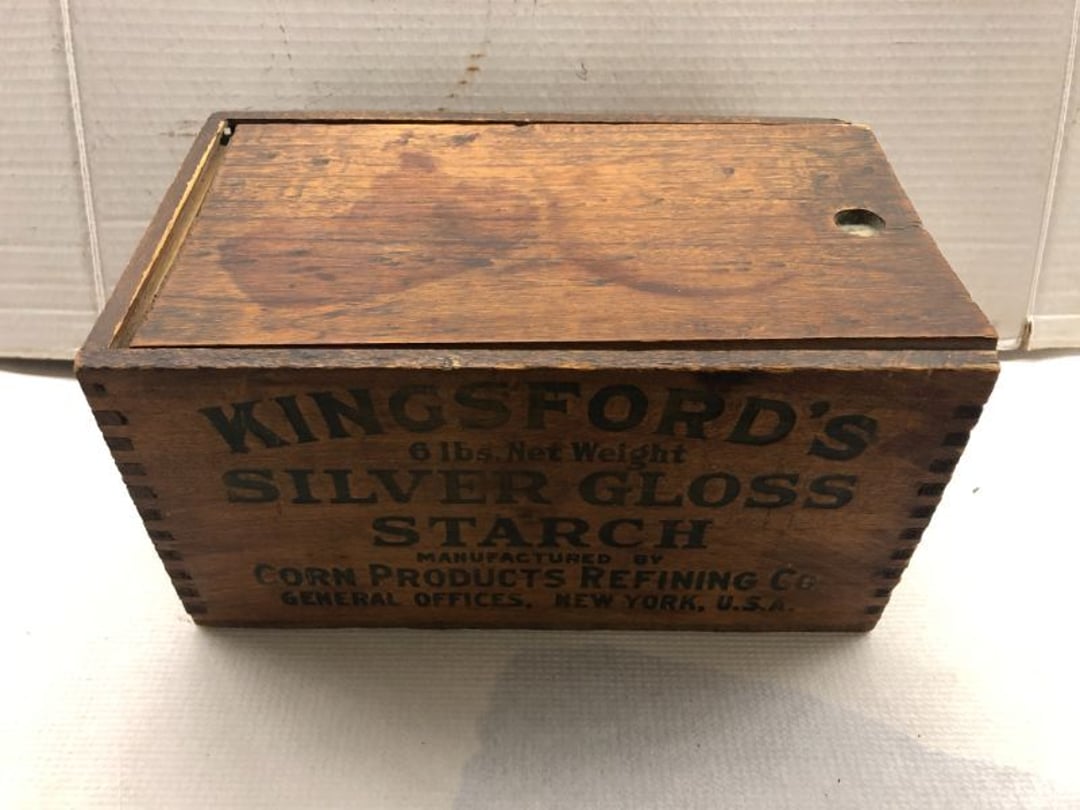 KINGSFORD'S
6 lbs. Net Weight
SILVER GLOSS
STARCH
MANUFACTURED BY
CORN PRODUCTS REFINING CO
GENERAL OFFICES, NEW YORK, U.S.A.